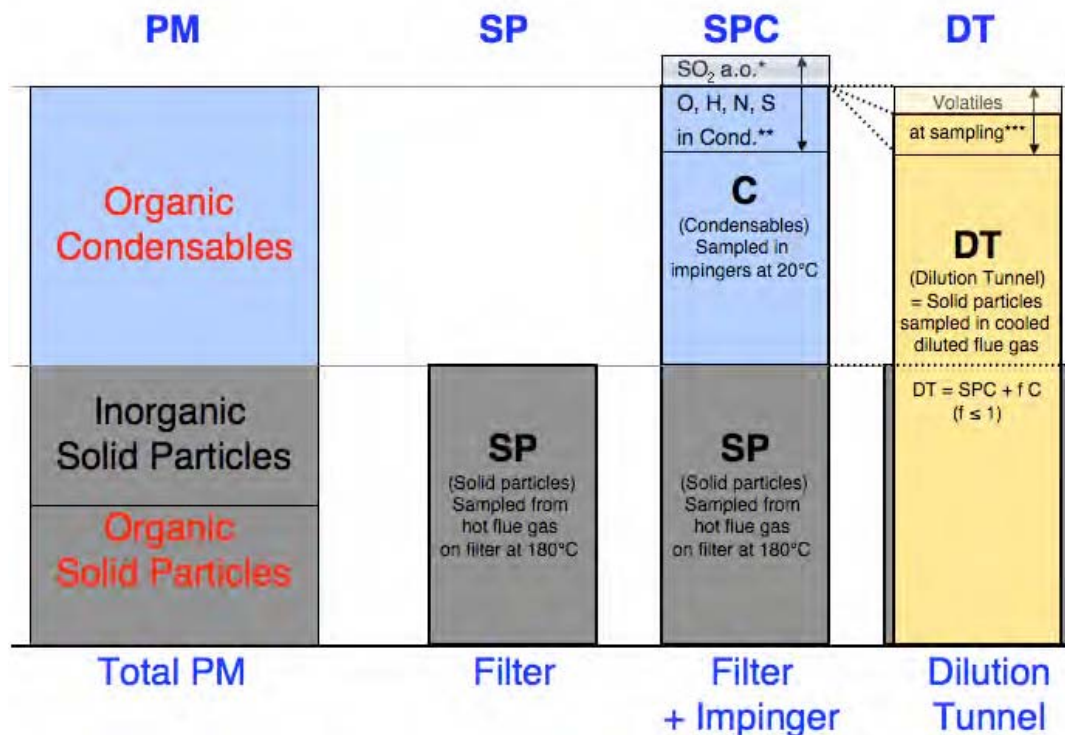 PM
SP
SPC
DT
Organic
Condensables
Inorganic
Solid Particles
Organic
Solid Particles
Total PM
SP
(Solid particles)
Sampled from
hot flue gas
on filter at 180°C
Filter
SO₂ a.o.*
O, H, N, S
in Cond.**
C
(Condensables)
Sampled in
impingers at 20°C
SP
(Solid particles)
Sampled from
hot flue gas
on filter at 180°C
Filter
+ Impinger
Volatiles
at sampling***
DT
(Dilution Tunnel)
= Solid particles
sampled in cooled
diluted flue gas
DT = SPC + f C
(f ≤ 1)
Dilution
Tunnel